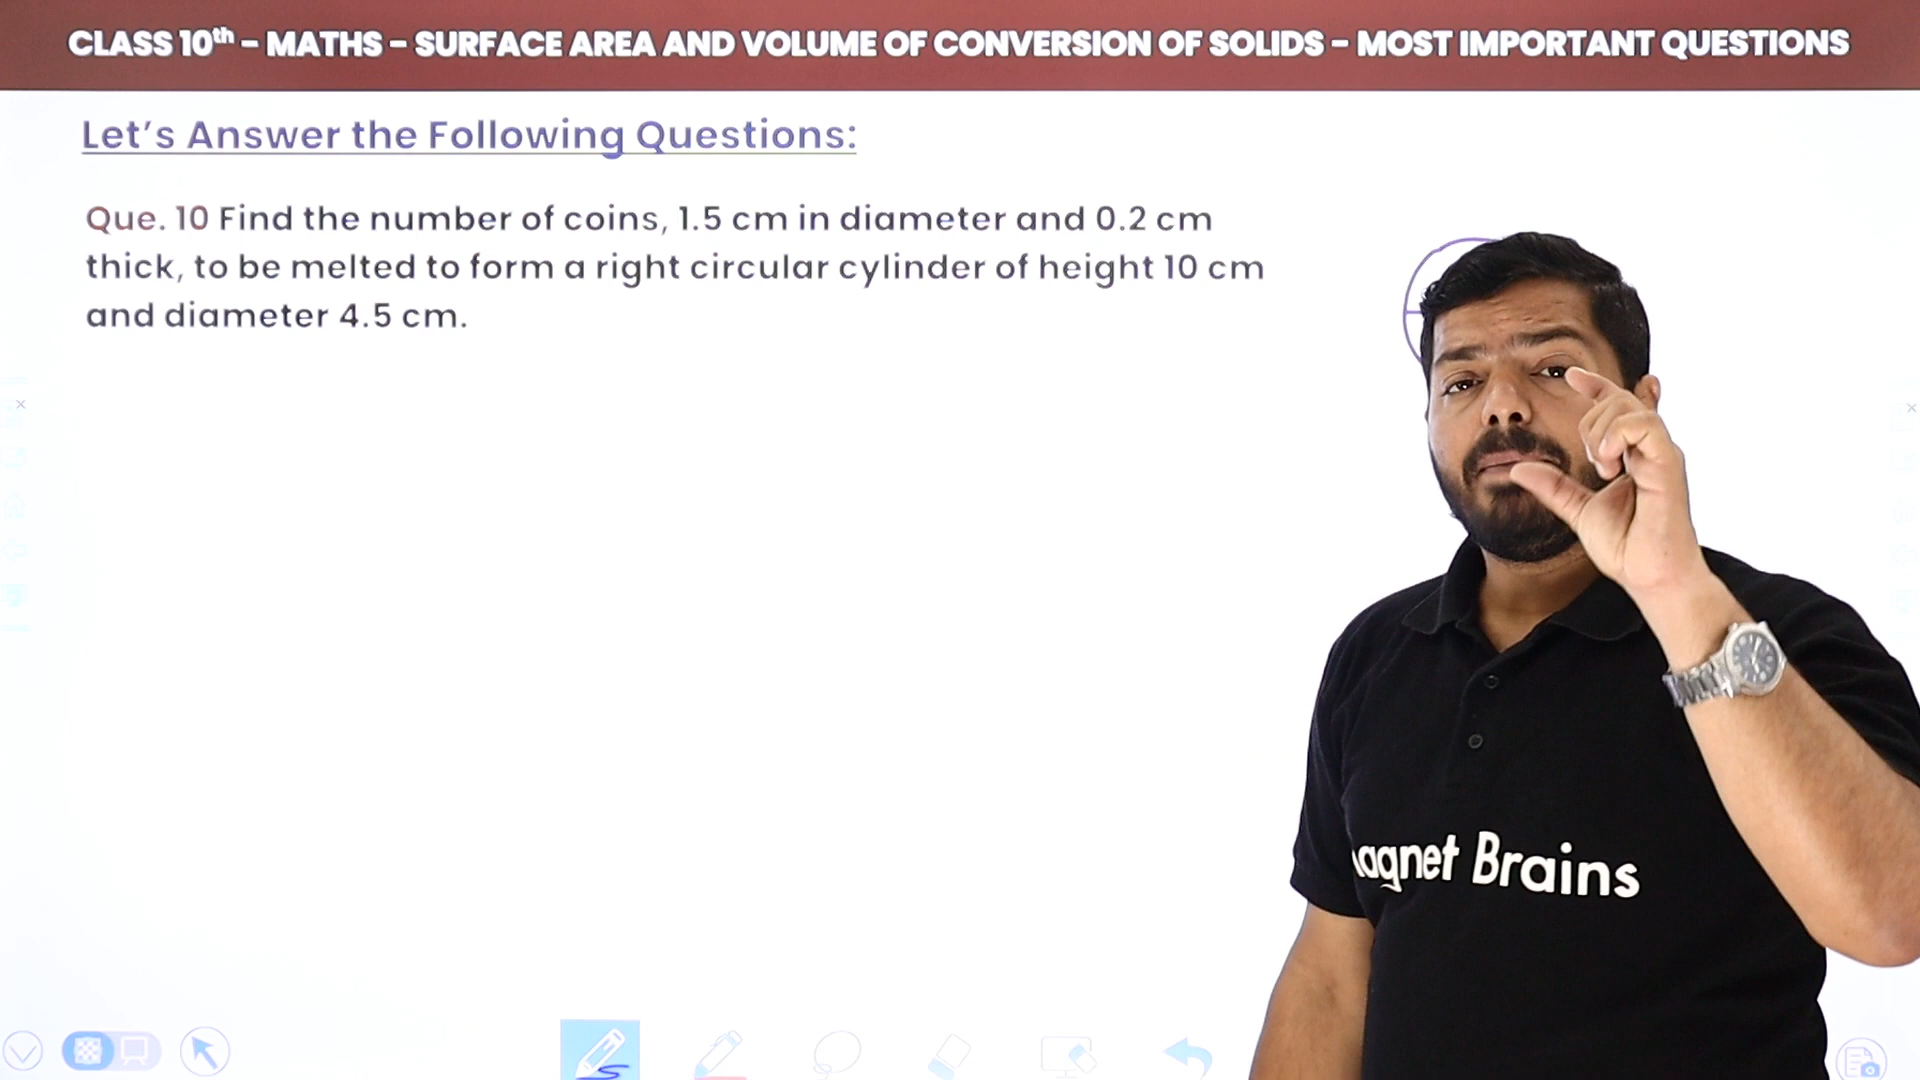 CLASS 10th - MATHS - SURFACE AREA AND VOLUME OF CONVERSION OF SOLIDS - MOST IMPORTANT QUESTIONS
Let's Answer the Following Questions:
Que. 10 Find the number of coins, 1.5 cm in diameter and 0.2 cm
thick, to be melted to form a right circular cylinder of height 10 cm
and diameter 4.5 cm.
agnet Brains